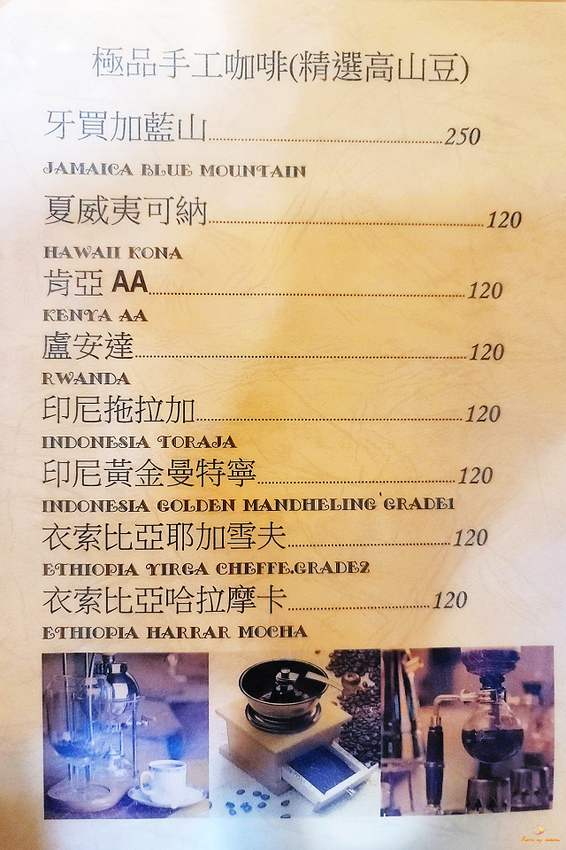 極品手工咖啡(精選高山豆)
牙買加藍山 250
JAMAICA BLUE MOUNTAIN
夏威夷可納 120
HAWAII KONA
肯亞 AA 120
KENYA AA
盧安達 120
RWANDA
印尼拖拉加 120
INDONESIA TORAJA
印尼黃金曼特寧 120
INDONESIA GOLDEN MANDHELING GRADE1
衣索比亞耶加雪夫 120
ETHIOPIA YIRGA CHEFFE.GRADE2
衣索比亞哈拉摩卡 120
ETHIOPIA HARRAR MOCHA